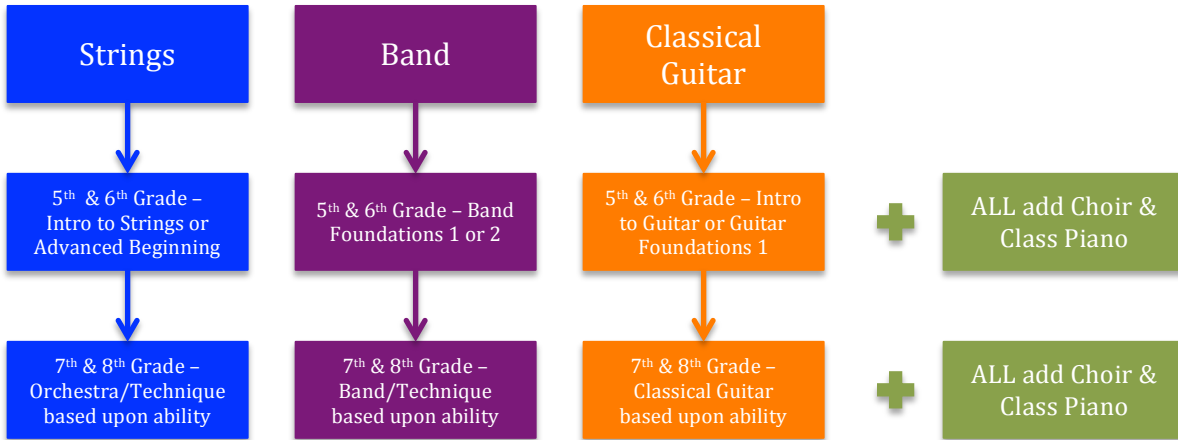 Strings
Band
Classical
Guitar
5th & 6th Grade –
Intro to Strings or
Advanced Beginning
5th & 6th Grade – Band
Foundations 1 or 2
5th & 6th Grade – Intro
to Guitar or Guitar
Foundations 1
ALL add Choir &
Class Piano
7th & 8th Grade –
Orchestra/Technique
based upon ability
7th & 8th Grade –
Band/Technique
based upon ability
7th & 8th Grade –
Classical Guitar
based upon ability
ALL add Choir &
Class Piano